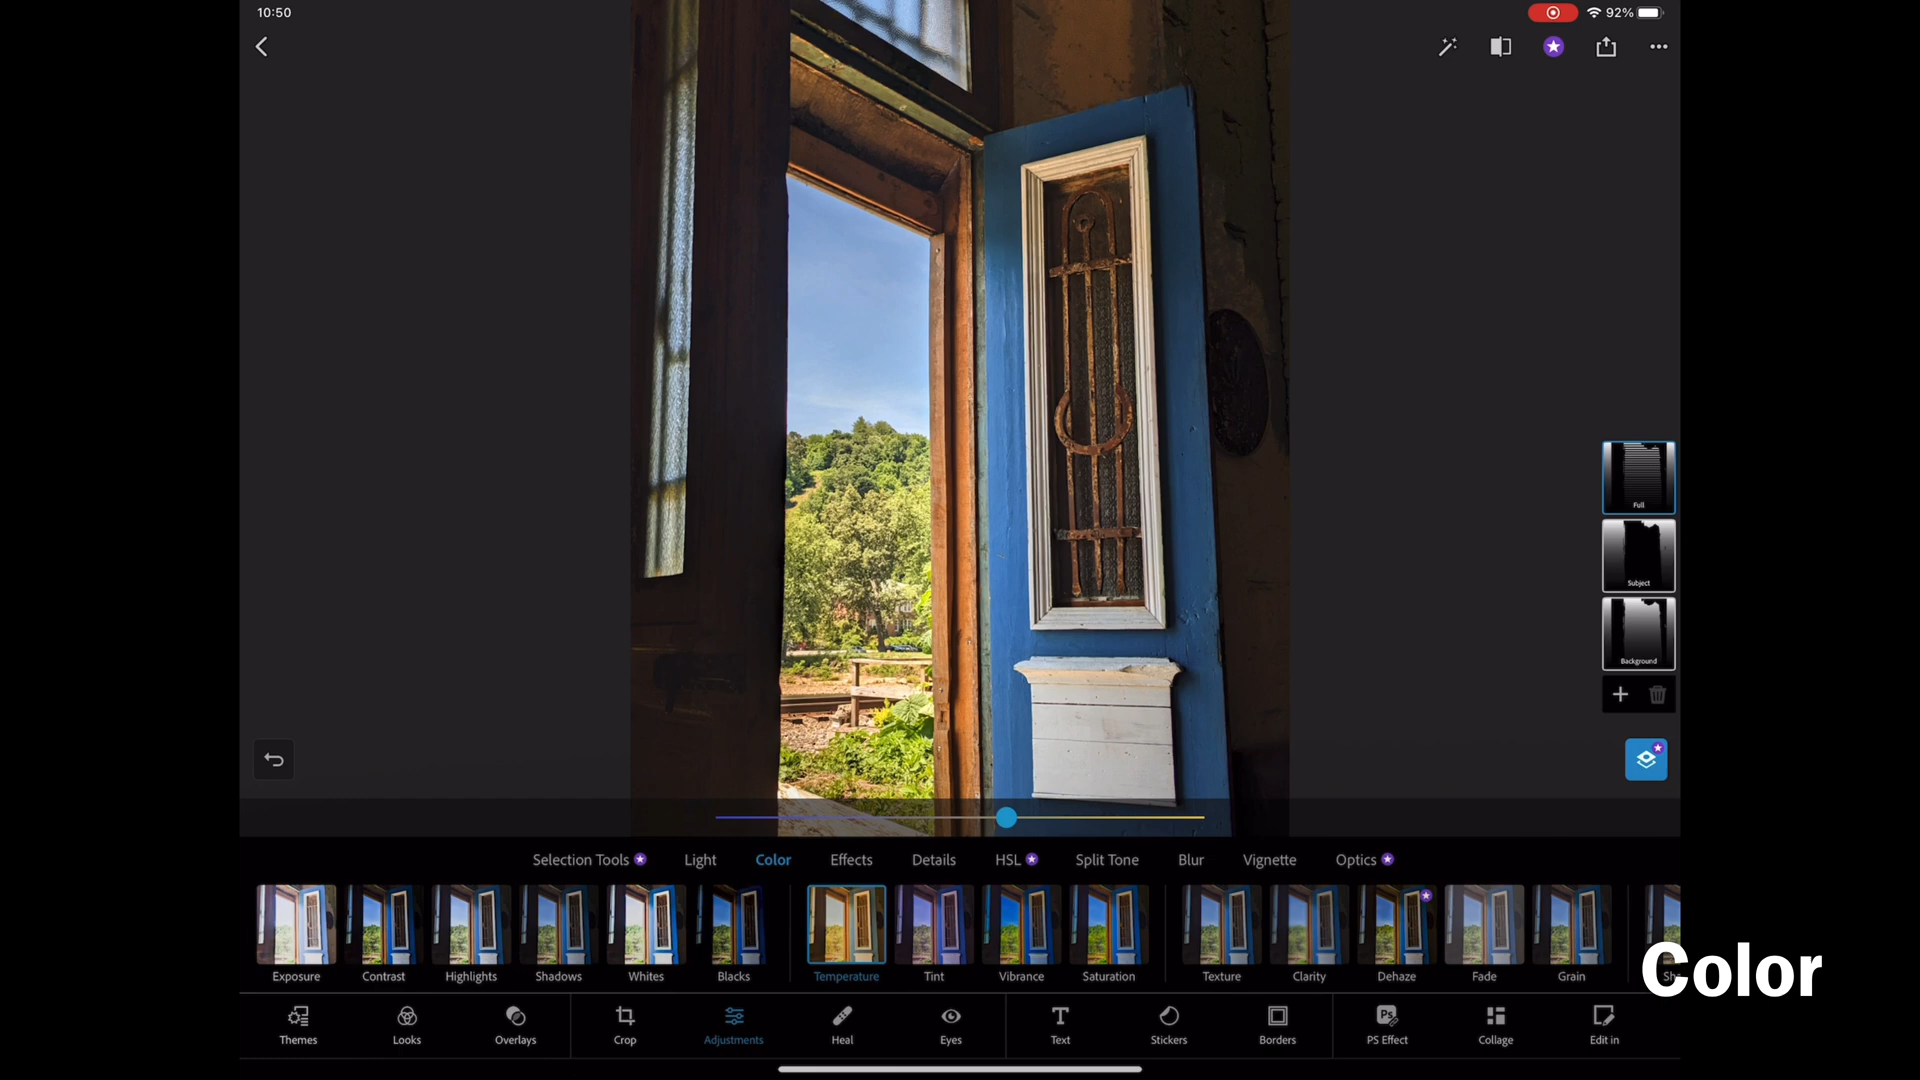 10:50
92%
Full
Subject
Background
Selection Tools Light Color Effects Details HSL Split Tone Blur Vignette Optics
Exposure Contrast Highlights Shadows Whites Blacks Temperature Tint Vibrance Saturation Texture Clarity Dehaze Fade Grain
Color
Themes Looks Overlays Crop Adjustments Heal Eyes Text Stickers Borders PS Effect Collage Edit in
Ps